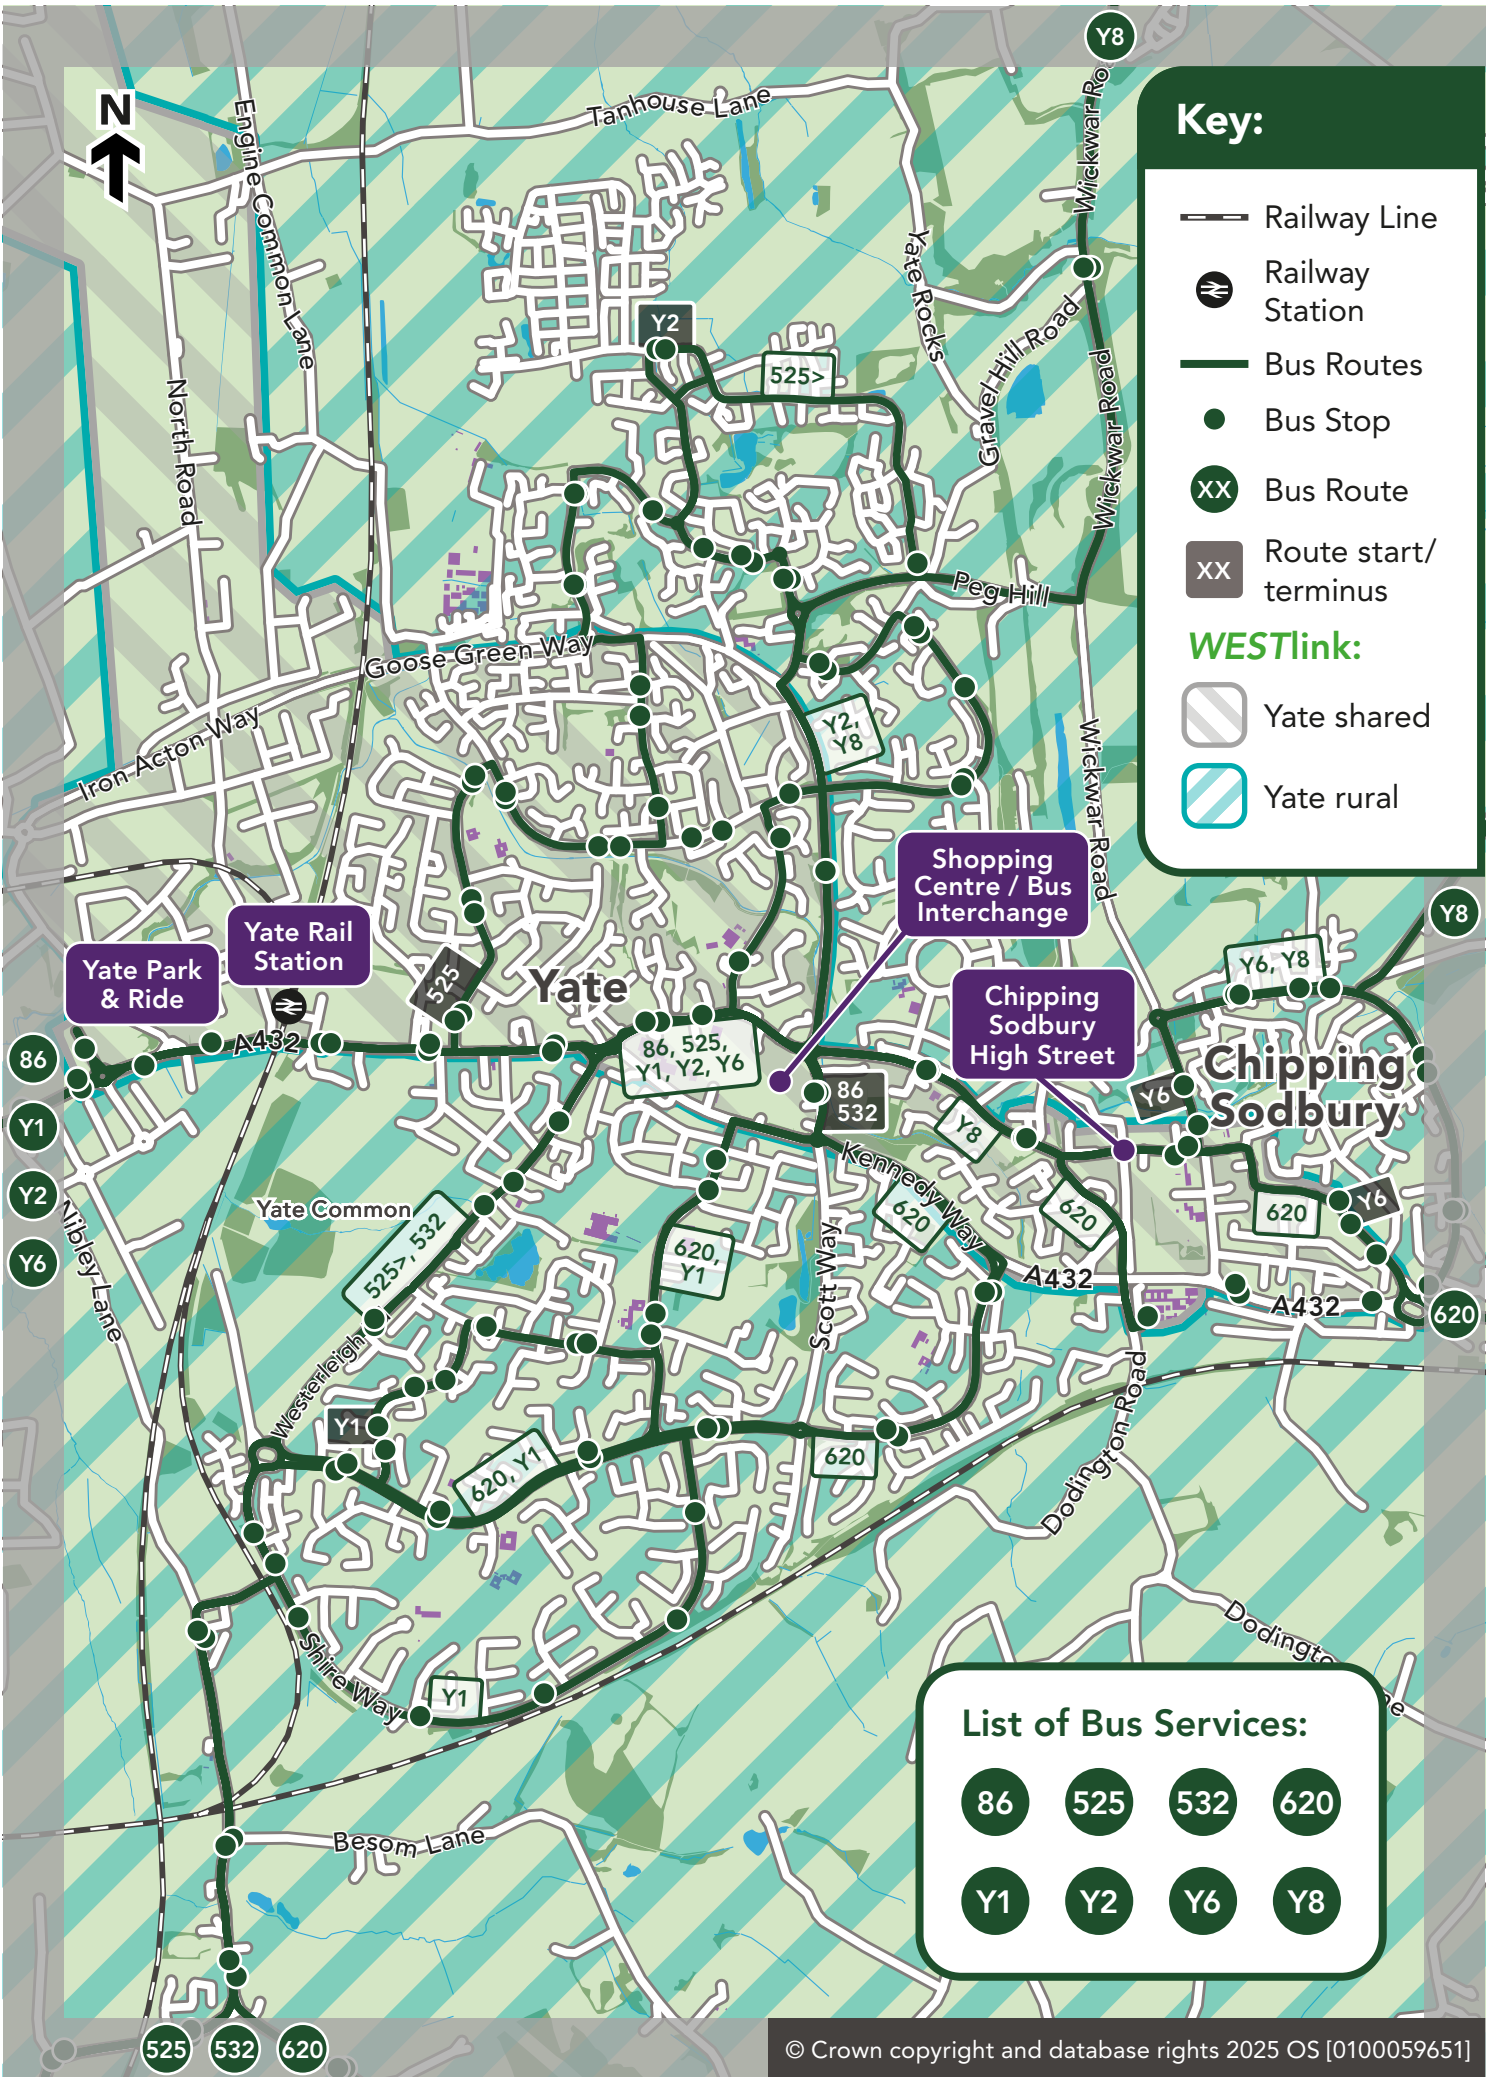 Y8
Key:
Railway Line
Railway
Station
Bus Routes
Bus Stop
XX
Bus Route
XX
Route start/
terminus
WESTlink:
Yate shared
Yate rural
N
Tanhouse Lane
Engine Common Lane
North Road
Yate Rocks
Wickwar Ro
Gravel Hill Road
Wickwar Road
Y2
525>
Peg Hill
Goose Green Way
Iron Acton Way
Y2,
Y8
Wickwar Road
Shopping
Centre / Bus
Interchange
Y8
Yate Rail
Station
Yate Park
& Ride
525
Yate
Y6, Y8
Chipping
Sodbury
High Street
86
A432
86, 525,
Y1, Y2, Y6
86
532
Y6
Chipping
Sodbury
Y1
Y8
Kennedy Way
Y2
Yate Common
620
620
620
Y6
Nibley Lane
525>, 532
620,
Y1
Scott Way
Y6
A432
A432
620
Westerleigh
Y1
620, Y1
620
Dodington Road
Shire Way
Y1
Dodingto
ne
List of Bus Services:
86 525 532 620
Y1 Y2 Y6 Y8
Besom Lane
525 532 620
© Crown copyright and database rights 2025 OS [0100059651]